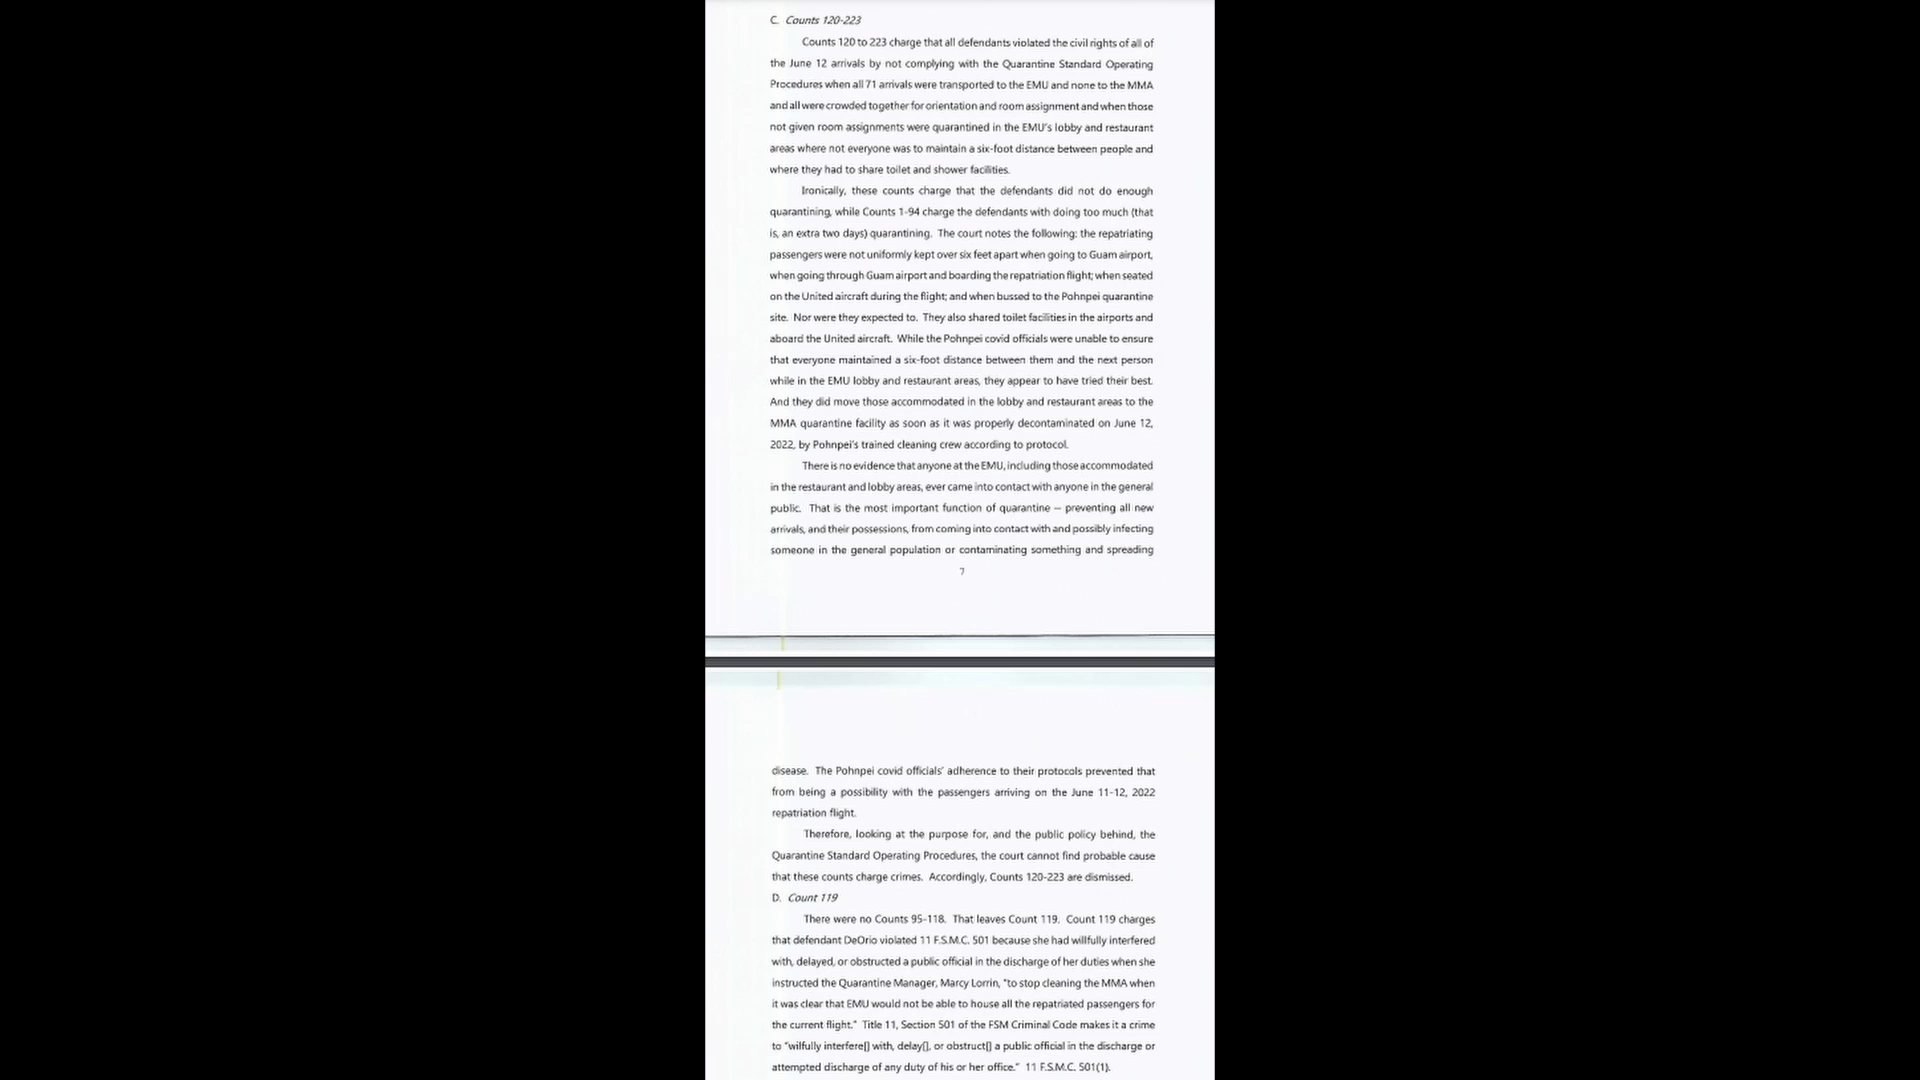 C. Counts 120-223
Counts 120 to 223 charge that all defendants violated the civil rights of all of
the June 12 arrivals by not complying with the Quarantine Standard Operating
Procedures when all 71 arrivals were transported to the EMU and none to the MMA
and all were crowded together for orientation and room assignment and when those
not given room assignments were quarantined in the EMU's lobby and restaurant
areas where not everyone was to maintain a six-foot distance between people and
where they had to share toilet and shower facilities.
Ironically, these counts charge that the defendants did not do enough
quarantining, while Counts 1-94 charge the defendants with doing too much (that
is, an extra two days) quarantining. The court notes the following: the repatriating
passengers were not uniformly kept over six feet apart when going to Guam airport,
when going through Guam airport and boarding the repatriation flight; when seated
on the United aircraft during the flight; and when bussed to the Pohnpei quarantine
site. Nor were they expected to. They also shared toilet facilities in the airports and
aboard the United aircraft. While the Pohnpei covid officials were unable to ensure
that everyone maintained a six-foot distance between them and the next person
while in the EMU lobby and restaurant areas, they appear to have tried their best.
And they did move those accommodated in the lobby and restaurant areas to the
MMA quarantine facility as soon as it was properly decontaminated on June 12,
2022, by Pohnpei's trained cleaning crew according to protocol.
There is no evidence that anyone at the EMU, including those accommodated
in the restaurant and lobby areas, ever came into contact with anyone in the general
public. That is the most important function of quarantine – preventing all new
arrivals, and their possessions, from coming into contact with and possibly infecting
someone in the general population or contaminating something and spreading
7
disease. The Pohnpei covid officials' adherence to their protocols prevented that
from being a possibility with the passengers arriving on the June 11-12, 2022
repatriation flight.
Therefore, looking at the purpose for, and the public policy behind, the
Quarantine Standard Operating Procedures, the court cannot find probable cause
that these counts charge crimes. Accordingly, Counts 120-223 are dismissed.
D. Count 119
There were no Counts 95-118. That leaves Count 119. Count 119 charges
that defendant DeOrio violated 11 F.S.M.C. 501 because she had willfully interfered
with, delayed, or obstructed a public official in the discharge of her duties when she
instructed the Quarantine Manager, Marcy Lorrin, "to stop cleaning the MMA when
it was clear that EMU would not be able to house all the repatriated passengers for
the current flight." Title 11, Section 501 of the FSM Criminal Code makes it a crime
to "wilfully interfere[] with, delay[], or obstruct[] a public official in the discharge or
attempted discharge of any duty of his or her office." 11 F.S.M.C. 501(1).